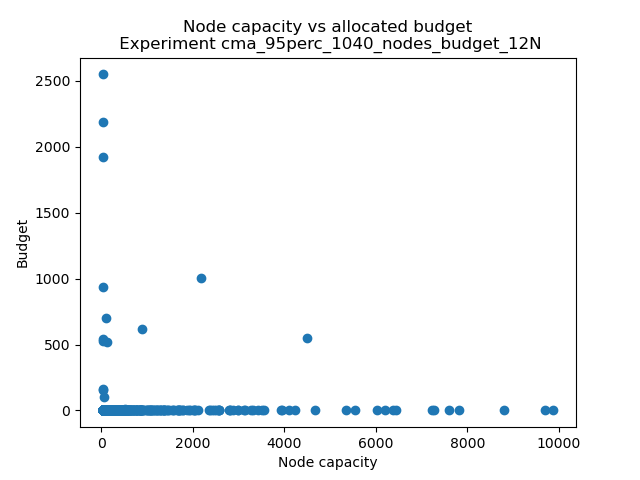 Node capacity vs allocated budget
Experiment cma_95perc_1040_nodes_budget_12N
2500
2000
1500
1000
500
0
Budget
0 2000 4000 6000 8000 10000
Node capacity